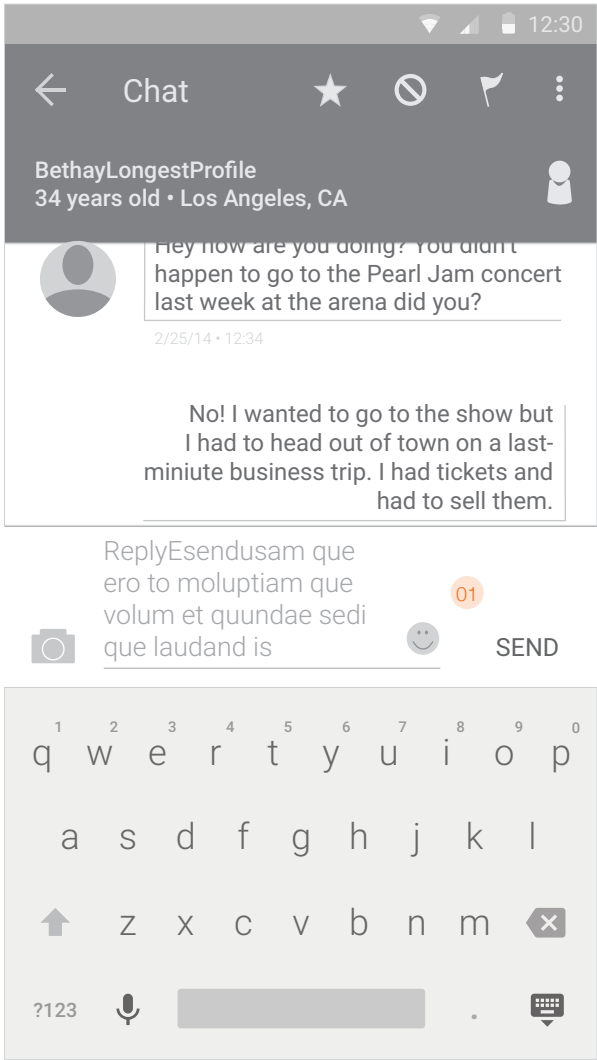 12:30
Chat
BethayLongestProfile
34 years old • Los Angeles, CA
Hey how are you doing? You didn't
happen to go to the Pearl Jam concert
last week at the arena did you?
2/25/14 • 12:34
No! I wanted to go to the show but
I had to head out of town on a last-
miniute business trip. I had tickets and
had to sell them.
ReplyEsendusam que
ero to moluptiam que
volum et quundae sedi
que laudand is
01
SEND
1 2 3 4 5 6 7 8 9 0
q w e r t y u i o p
a s d f g h j k l
z x c v b n m
?123 .